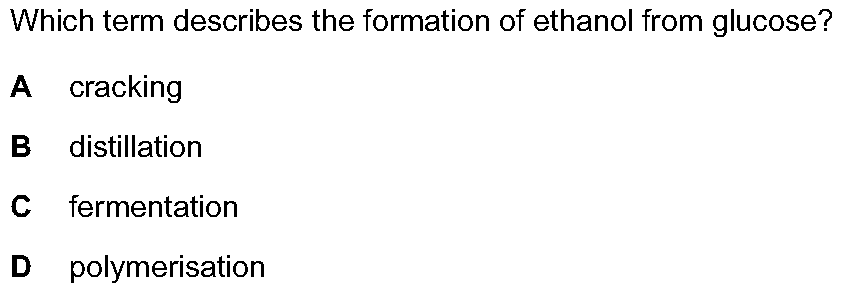 Which term describes the formation of ethanol from glucose?
A cracking
B distillation
C fermentation
D polymerisation